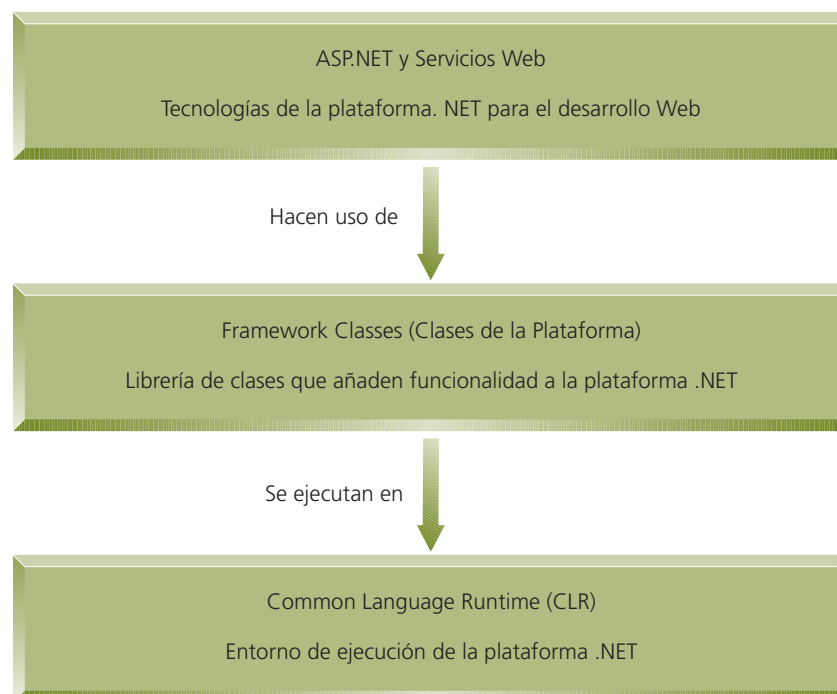 ASP.NET y Servicios Web
Tecnologías de la plataforma. NET para el desarrollo Web
Hacen uso de
Framework Classes (Clases de la Plataforma)
Librería de clases que añaden funcionalidad a la plataforma .NET
Se ejecutan en
Common Language Runtime (CLR)
Entorno de ejecución de la plataforma .NET